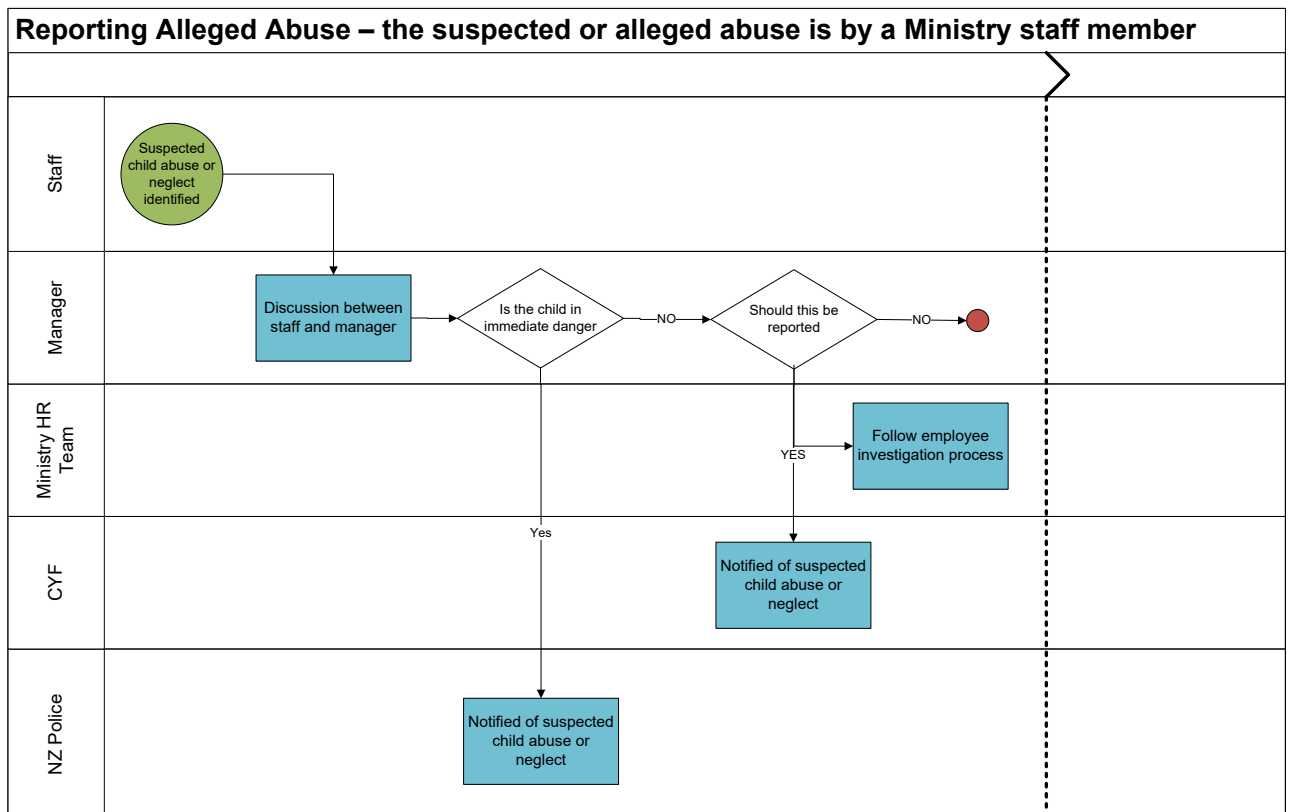 Reporting Alleged Abuse – the suspected or alleged abuse is by a Ministry staff member
Staff
Suspected
child abuse or
neglect
identified
Manager
Discussion between
staff and manager
Is the child in
immediate danger
NO
Should this be
reported
NO
Ministry HR
Team
Follow employee
investigation process
YES
CYF
Yes
Notified of suspected
child abuse or
neglect
NZ Police
Notified of suspected
child abuse or
neglect